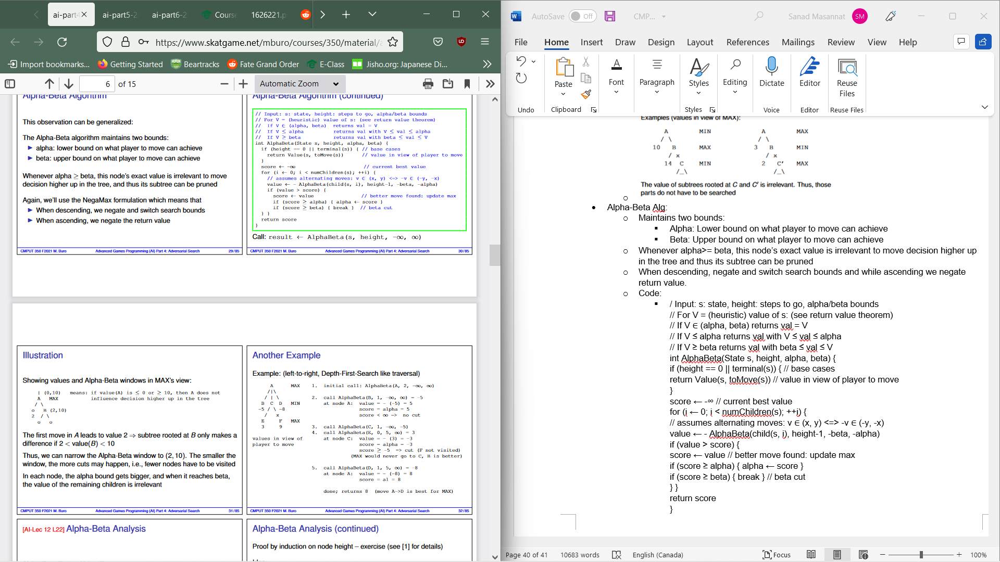 ai-part4
ai-part5-2
ai-part6-2
Course
1626221.p
https://www.skatgame.net/mburo/courses/350/material/a
Import bookmarks...
Getting Started
Beartracks
Fate Grand Order
E-Class
Jisho.org: Japanese Di...
6 of 15
Automatic Zoom
Alpha-Beta Algorithm
This observation can be generalized:
The Alpha-Beta algorithm maintains two bounds:
▶ alpha: lower bound on what player to move can achieve
▶ beta: upper bound on what player to move can achieve
Whenever alpha ≥ beta, this node's exact value is irrelevant to move
decision higher up in the tree, and thus its subtree can be pruned
Again, we'll use the NegaMax formulation which means that
▶ When descending, we negate and switch search bounds
▶ When ascending, we negate the return value
CMPUT 350 F2021 M. Buro Advanced Games Programming (AI) Part 4: Adversarial Search 29/85
Alpha-Beta Algorithm (continued)
// Input: s: state, height: steps to go, alpha/beta bounds
// For V = (heuristic) value of s: (see return value theorem)
// If V ∈ (alpha, beta) returns val = V
// If V ≤ alpha returns val with V ≤ val ≤ alpha
// If V ≥ beta returns val with beta ≤ val ≤ V
int AlphaBeta(State s, height, alpha, beta) {
if (height == 0 || terminal(s)) { // base cases
return Value(s, toMove(s)) // value in view of player to move
}
score ← -∞ // current best value
for (i ← 0; i < numChildren(s); ++i) {
// assumes alternating moves: v ∈ (x, y) <=> -v ∈ (-y, -x)
value ← - AlphaBeta(child(s, i), height-1, -beta, -alpha)
if (value > score) {
score ← value // better move found: update max
if (score ≥ alpha) { alpha ← score }
if (score ≥ beta) { break } // beta cut
} }
return score
}
Call: result ← AlphaBeta(s, height, -∞, ∞)
CMPUT 350 F2021 M. Buro Advanced Games Programming (AI) Part 4: Adversarial Search 30/85
Illustration
Showing values and Alpha-Beta windows in MAX's view:
| (0,10) means: if value(A) is ≤ 0 or ≥ 10, then A does not
A MAX influence decision higher up in the tree
/ \
o B (2,10)
2 / \
o o
The first move in A leads to value 2 ⇒ subtree rooted at B only makes a
difference if 2 < value(B) < 10
Thus, we can narrow the Alpha-Beta window to (2, 10). The smaller the
window, the more cuts may happen, i.e., fewer nodes have to be visited
In each node, the alpha bound gets bigger, and when it reaches beta,
the value of the remaining children is irrelevant
CMPUT 350 F2021 M. Buro Advanced Games Programming (AI) Part 4: Adversarial Search 31/85
Another Example
Example: (left-to-right, Depth-First-Search like traversal)
A MAX
/|\
/ | \
B C D MIN
-5 / \ -8
/ x
E F MAX
3 9
values in view of
player to move
1. initial call: AlphaBeta(A, 2, -∞, ∞)
2. call AlphaBeta(B, 1, -∞, ∞) = -5
at node A: value = - (-5) = 5
score = alpha = 5
score < ∞ => no cut
3. call AlphaBeta(C, 1, -∞, -5)
4. call AlphaBeta(E, 0, 5, ∞) = 3
at node C: value = - (3) = -3
score = alpha = -3
score ≥ -5 => cut (F not visited)
(MAX would never go to C, B is better)
5. call AlphaBeta(D, 1, 5, ∞) = -8
at node A: value = - (-8) = 8
score = al = 8
done; returns 8 (move A->D is best for MAX)
CMPUT 350 F2021 M. Buro Advanced Games Programming (AI) Part 4: Adversarial Search 32/85
[AI-Lec 12 L22] Alpha-Beta Analysis
Alpha-Beta Analysis (continued)
Proof by induction on node height – exercise (see [1] for details)
AutoSave Off
CMP...
Sanad Masannat SM
File Home Insert Draw Design Layout References Mailings Review View Help
Paste
Font
Paragraph
Styles
Editing
Dictate
Editor
Reuse
Files
Undo
Clipboard
Styles
Voice
Editor
Reuse Files
Examples (values in view of MAX):
A MIN A MAX
/ \ / \
10 B MAX 3 B MIN
/ x / x
14 C MIN 2 C' MAX
/_\ /_\
The value of subtrees rooted at C and C' is irrelevant. Thus, those
parts do not have to be searched
• Alpha-Beta Alg:
o Maintains two bounds:
▪ Alpha: Lower bound on what player to move can achieve
▪ Beta: Upper bound on what player to move can achieve
o Whenever alpha>= beta, this node's exact value is irrelevant to move decision higher up
in the tree and thus its subtree can be pruned
o When descending, negate and switch search bounds and while ascending we negate
return value.
o Code:
▪ / Input: s: state, height: steps to go, alpha/beta bounds
// For V = (heuristic) value of s: (see return value theorem)
// If V ∈ (alpha, beta) returns val = V
// If V ≤ alpha returns val with V ≤ val ≤ alpha
// If V ≥ beta returns val with beta ≤ val ≤ V
int AlphaBeta(State s, height, alpha, beta) {
if (height == 0 || terminal(s)) { // base cases
return Value(s, toMove(s)) // value in view of player to move
}
score ← -∞ // current best value
for (i ← 0; i < numChildren(s); ++i) {
// assumes alternating moves: v ∈ (x, y) <=> -v ∈ (-y, -x)
value ← - AlphaBeta(child(s, i), height-1, -beta, -alpha)
if (value > score) {
score ← value // better move found: update max
if (score ≥ alpha) { alpha ← score }
if (score ≥ beta) { break } // beta cut
} }
return score
}
Page 40 of 41
10683 words
English (Canada)
Focus
100%